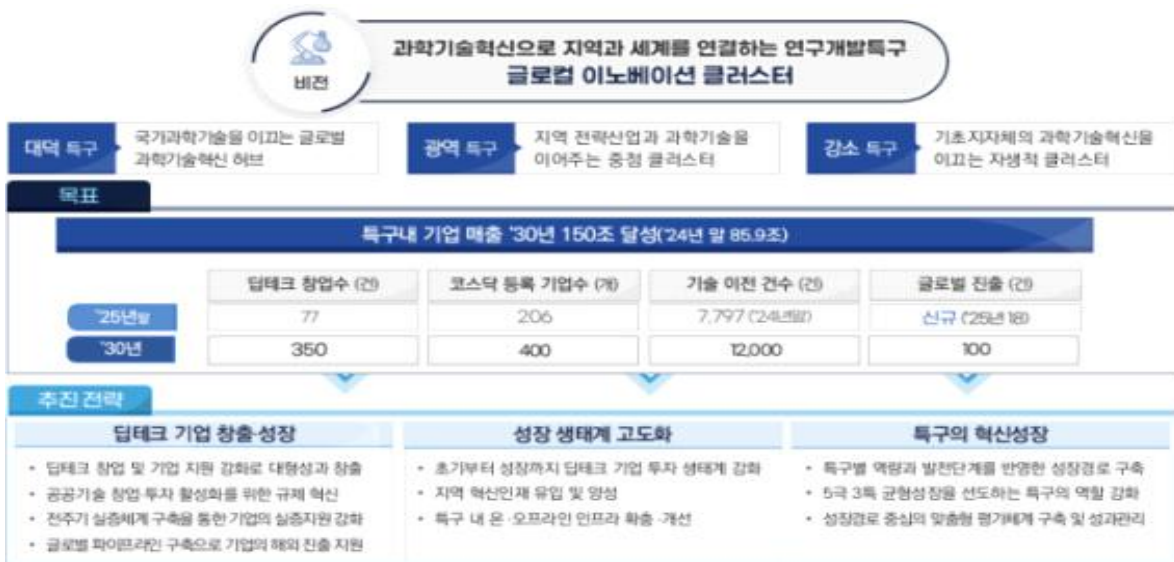 비전
과학기술혁신으로 지역과 세계를 연결하는 연구개발특구
글로컬 이노베이션 클러스터
대덕 특구
국가과학기술을 이끄는 글로벌
과학기술혁신 허브
광역 특구
지역 전략산업과 과학기술을
이어주는 중점 클러스터
강소 특구
기초지자체의 과학기술혁신을
이끄는 자생적 클러스터
목표
특구내 기업 매출 '30년 150조 달성('24년 말 85.9조)
딥테크 창업수 (건) 코스닥 등록 기업수 (개) 기술 이전 건수 (건) 글로벌 진출 (건)
'25년말 77 206 7,797 ('24년말) 신규 ('25년 18)
'30년 350 400 12,000 100
추진 전략
딥테크 기업 창출·성장
• 딥테크 창업 및 기업 지원 강화로 대형성과 창출
• 공공기술 창업·투자 활성화를 위한 규제 혁신
• 전주기 실증체계 구축을 통한 기업의 실증지원 강화
• 글로벌 파이프라인 구축으로 기업의 해외 진출 지원
성장 생태계 고도화
• 초기부터 성장까지 딥테크 기업 투자 생태계 강화
• 지역 혁신인재 유입 및 양성
• 특구 내 온·오프라인 인프라 확충·개선
특구의 혁신성장
• 특구별 역량과 발전단계를 반영한 성장경로 구축
• 5극 3특 균형성장을 선도하는 특구의 역할 강화
• 성장경로 중심의 맞춤형 평가체계 구축 및 성과관리